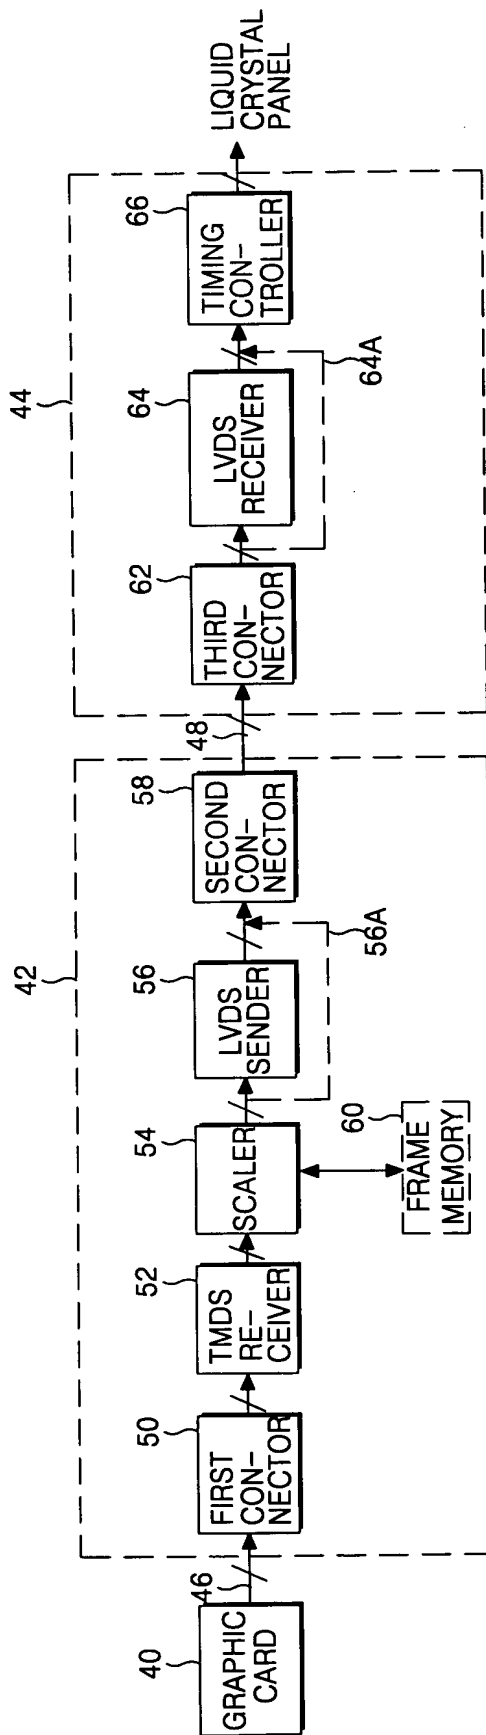 40
GRAPHIC
CARD
46
42
50
FIRST
CON-
NECTOR
52
TMDS
RE-
CEIVER
54
SCALER
60
FRAME
MEMORY
56
LVDS
SENDER
56A
58
SECOND
CON-
NECTOR
48
44
62
THIRD
CON-
NECTOR
64
LVDS
RECEIVER
64A
66
TIMING
CON-
TROLLER
LIQUID
CRYSTAL
PANEL